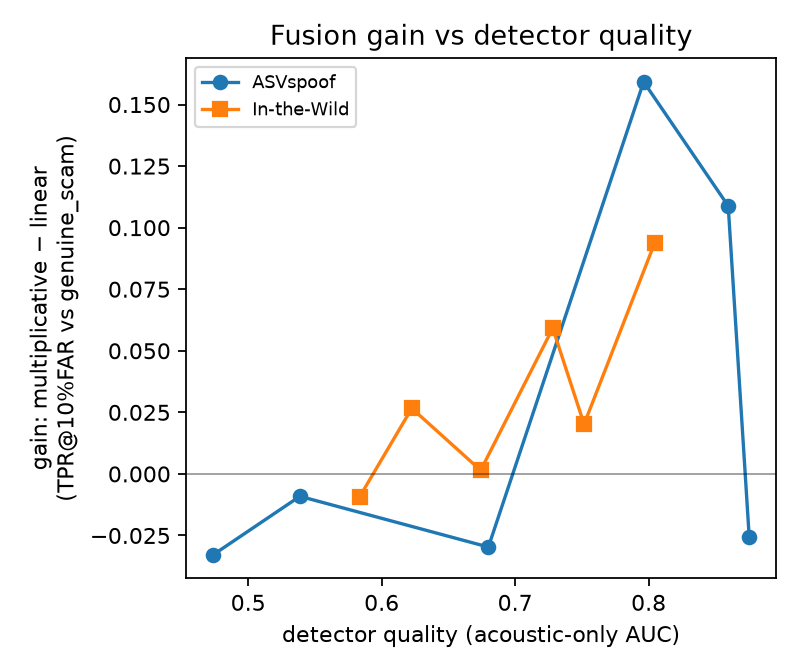 Fusion gain vs detector quality
ASVspoof
In-the-Wild
gain: multiplicative − linear
(TPR@10%FAR vs genuine_scam)
0.150
0.125
0.100
0.075
0.050
0.025
0.000
−0.025
0.5 0.6 0.7 0.8
detector quality (acoustic-only AUC)